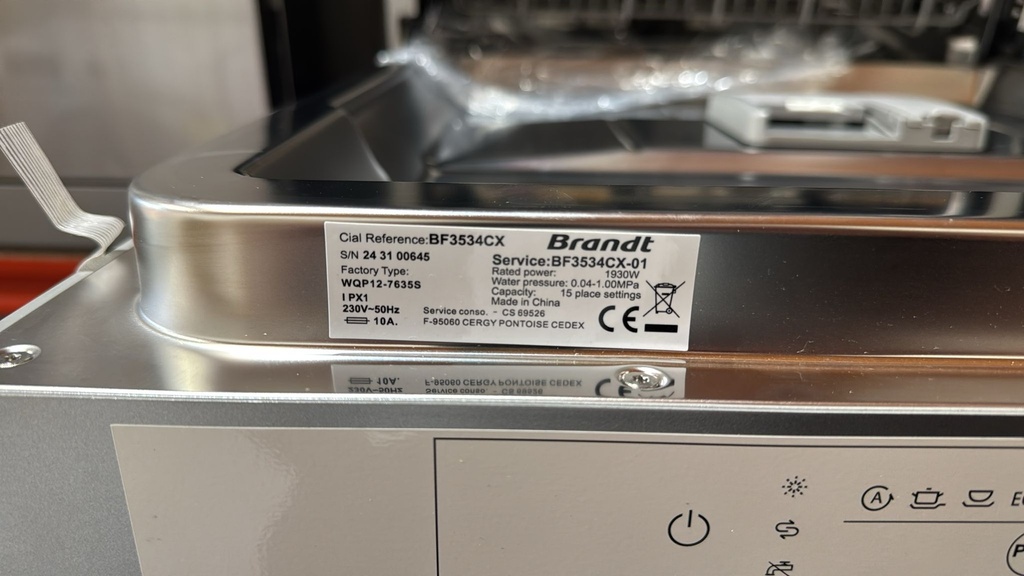 Cial Reference:BF3534CX
S/N 24 31 00645
Factory Type:
WQP12-7635S
I PX1
230V~50Hz
10A.
Brandt
Service:BF3534CX-01
Rated power: 1930W
Water pressure: 0.04-1.00MPa
Capacity: 15 place settings
Made in China
Service conso. - CS 69526
F-95060 CERGY PONTOISE CEDEX
CE
A